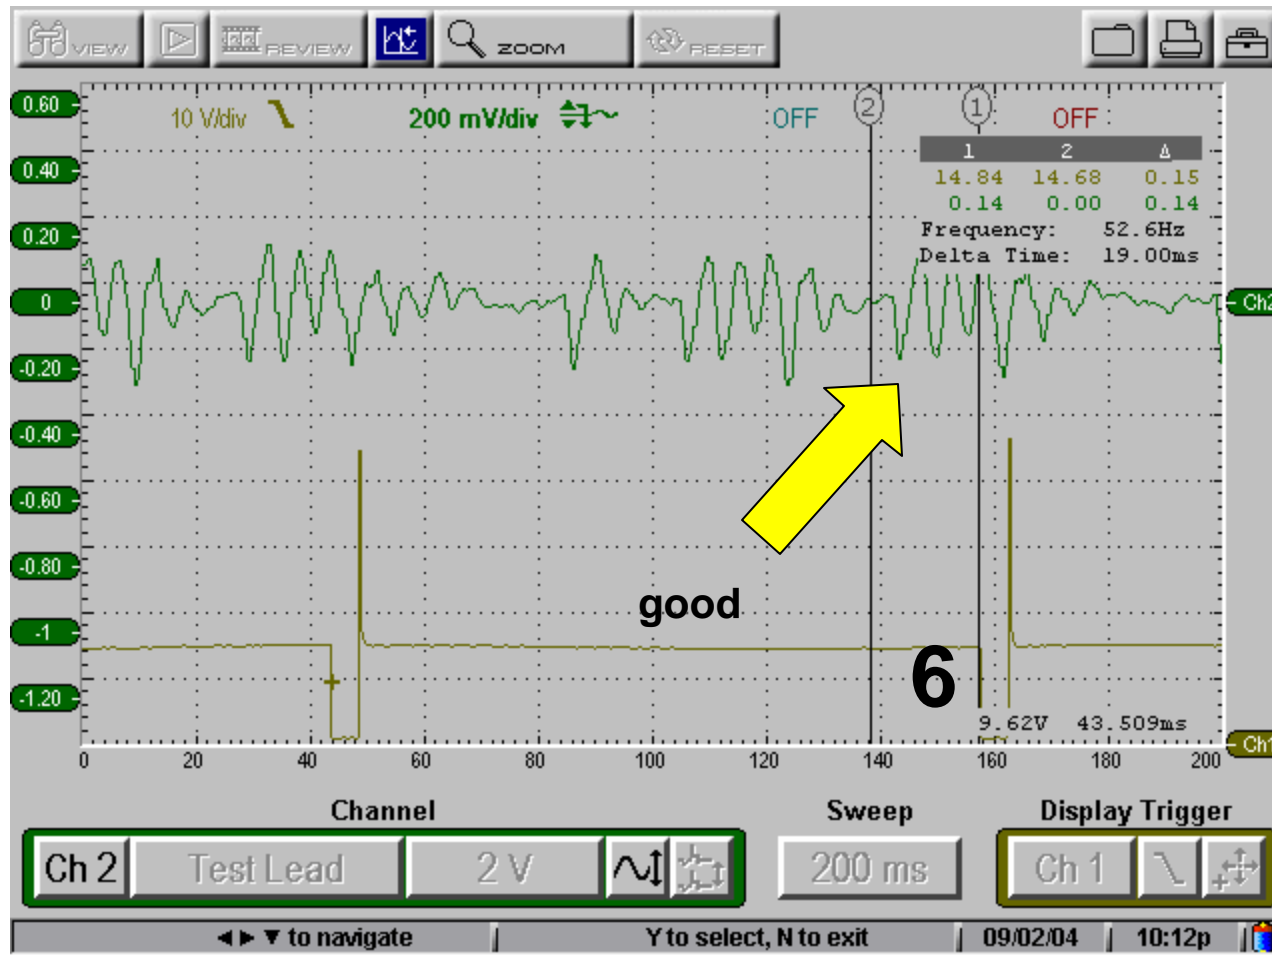 VIEW REVIEW ZOOM RESET
0.60 10 V/div 200 mV/div OFF 2 1 OFF
1 2 Δ
0.40 14.84 14.68 0.15
0.14 0.00 0.14
0.20 Frequency: 52.6Hz
Delta Time: 19.00ms
0 Ch2
-0.20
-0.40
-0.60
-0.80
good
-1
6
-1.20
9.62V 43.509ms
Ch1
0 20 40 60 80 100 120 140 160 180 200
Channel Sweep Display Trigger
Ch 2 Test Lead 2 V 200 ms Ch 1
◄ ► ▼ to navigate Y to select, N to exit 09/02/04 10:12p